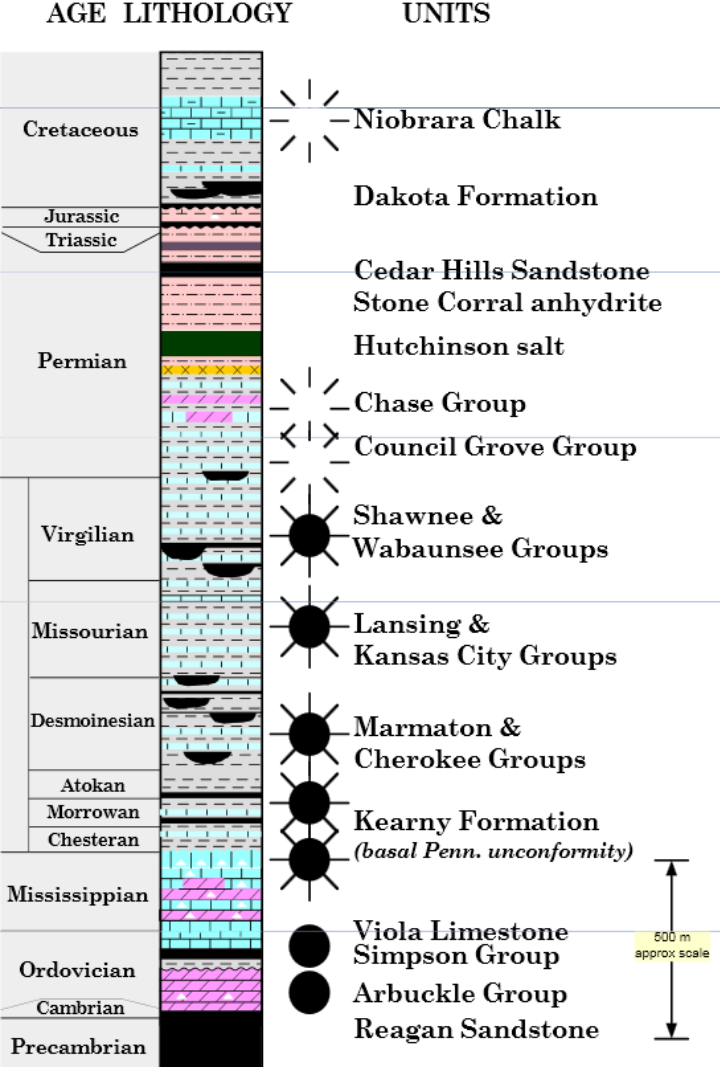 AGE LITHOLOGY UNITS
Cretaceous
Niobrara Chalk
Dakota Formation
Jurassic
Triassic
Cedar Hills Sandstone
Stone Corral anhydrite
Hutchinson salt
Permian
Chase Group
Council Grove Group
Virgilian
Shawnee &
Wabaunsee Groups
Missourian
Lansing &
Kansas City Groups
Desmoinesian
Marmaton &
Cherokee Groups
Atokan
Morrowan
Kearny Formation
Chesteran
(basal Penn. unconformity)
Mississippian
Viola Limestone
500 m
approx scale
Simpson Group
Ordovician
Arbuckle Group
Cambrian
Reagan Sandstone
Precambrian